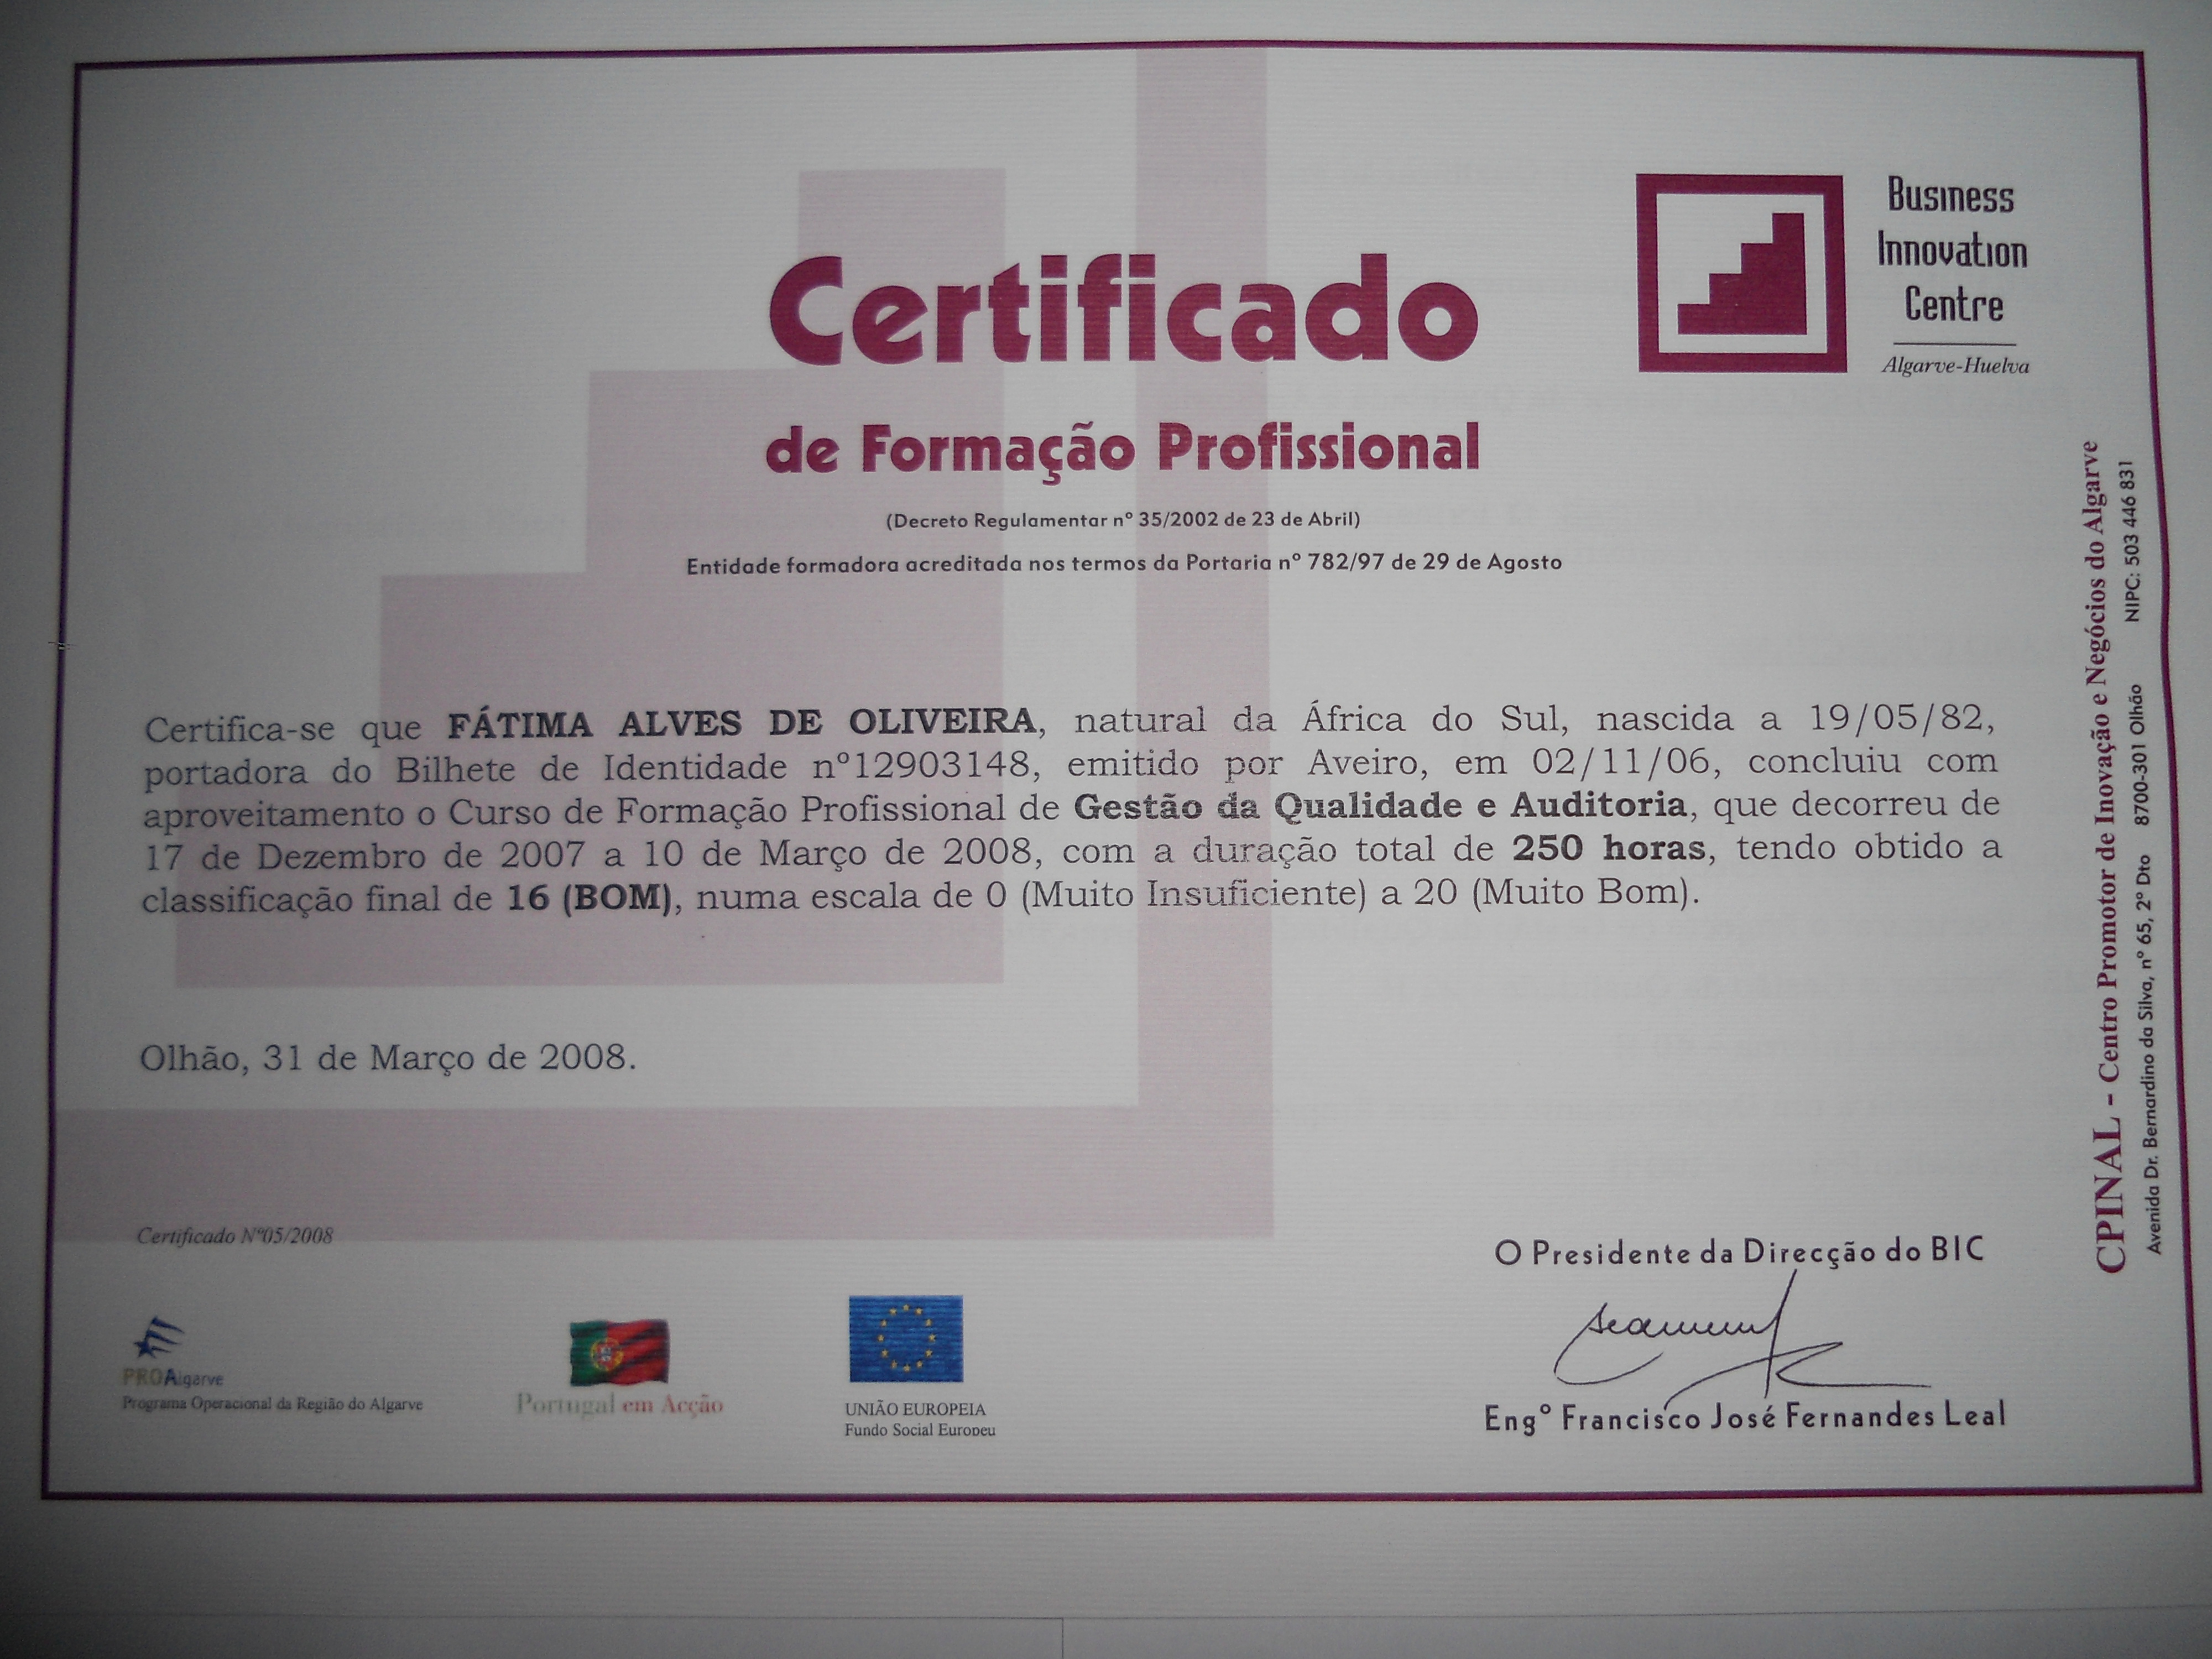 Business
Innovation
Centre
Algarve-Huelva
Certificado
de Formação Profissional
(Decreto Regulamentar nº 35/2002 de 23 de Abril)
Entidade formadora acreditada nos termos da Portaria nº 782/97 de 29 de Agosto
Certifica-se que FÁTIMA ALVES DE OLIVEIRA, natural da África do Sul, nascida a 19/05/82,
portadora do Bilhete de Identidade nº12903148, emitido por Aveiro, em 02/11/06, concluiu com
aproveitamento o Curso de Formação Profissional de Gestão da Qualidade e Auditoria, que decorreu de
17 de Dezembro de 2007 a 10 de Março de 2008, com a duração total de 250 horas, tendo obtido a
classificação final de 16 (BOM), numa escala de 0 (Muito Insuficiente) a 20 (Muito Bom).
Olhão, 31 de Março de 2008.
Certificado Nº05/2008
PROAlgarve
Programa Operacional da Região do Algarve
Portugal em Acção
UNIÃO EUROPEIA
Fundo Social Europeu
O Presidente da Direcção do BIC
Engº Francisco José Fernandes Leal
CPINAL - Centro Promotor de Inovação e Negócios do Algarve
Avenida Dr. Bernardino da Silva, nº 65, 2º Dto 8700-301 Olhão NIPC: 503 446 831